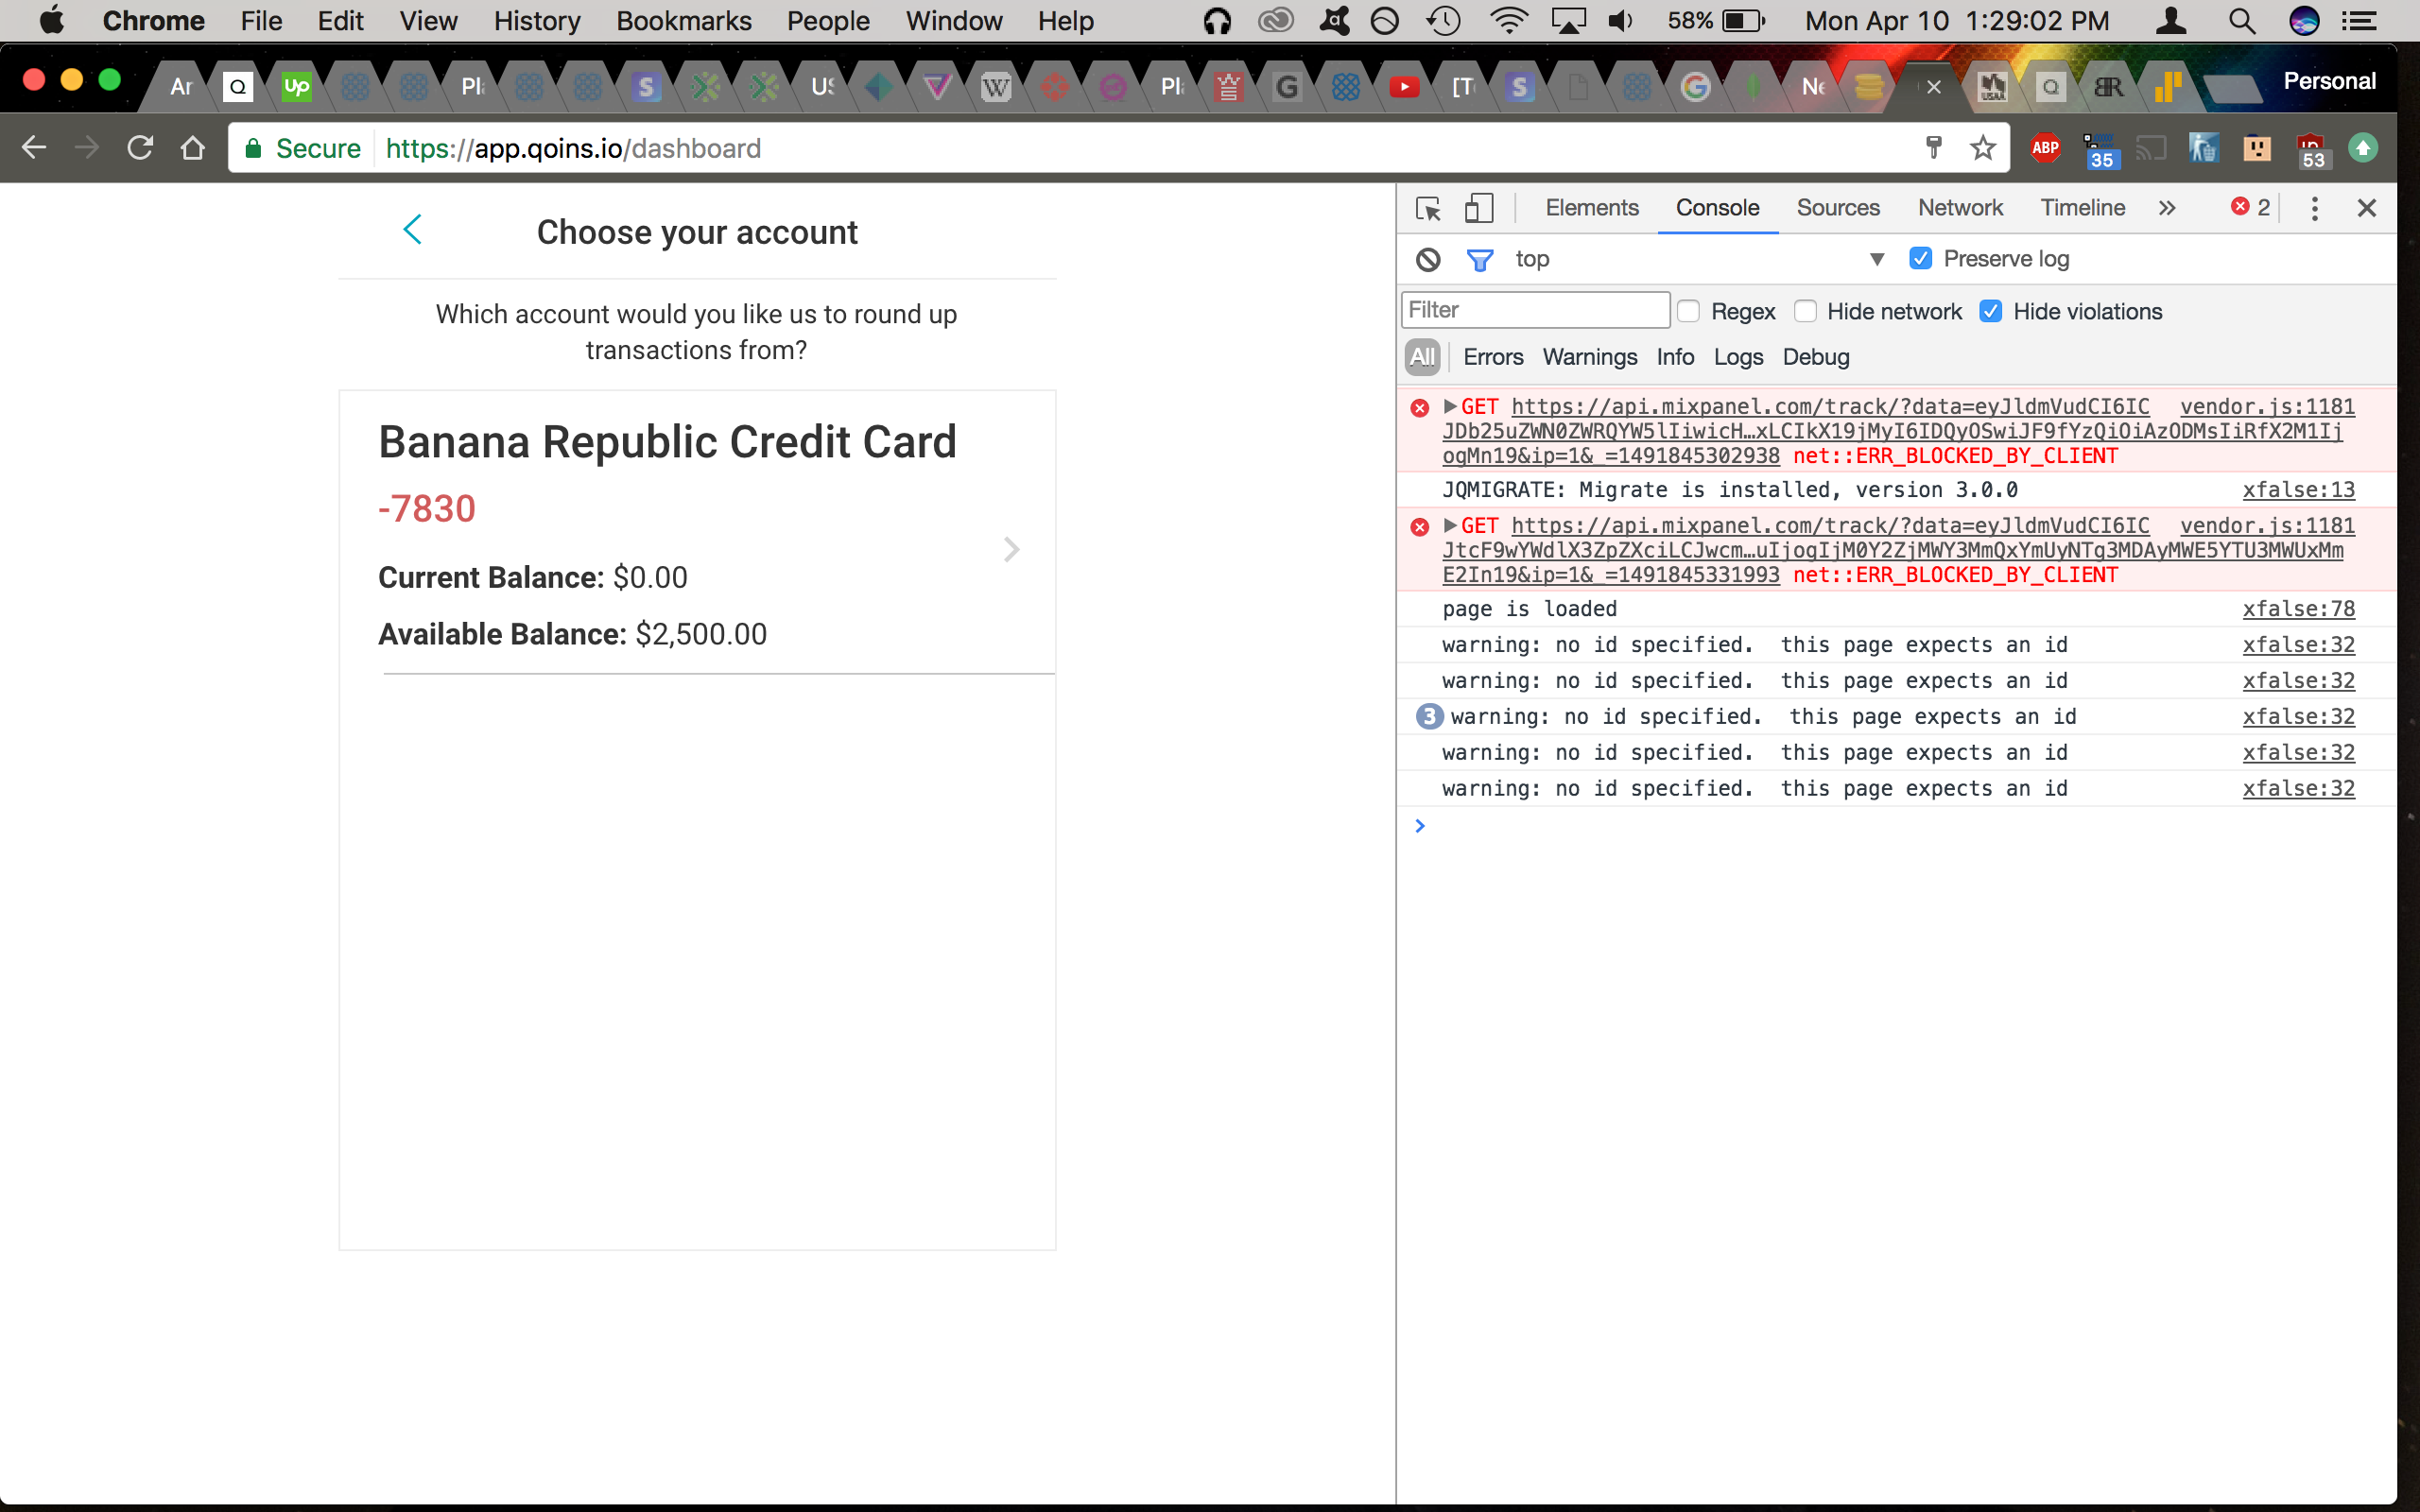 Chrome File Edit View History Bookmarks People Window Help 58% Mon Apr 10 1:29:02 PM
Ar Q Up Pl S US W Pl G [T S G Ne Q BR Personal
Secure https://app.qoins.io/dashboard ABP 35 53
Choose your account
Which account would you like us to round up
transactions from?
Banana Republic Credit Card
-7830
Current Balance: $0.00
Available Balance: $2,500.00
Elements Console Sources Network Timeline » 2
top Preserve log
Filter Regex Hide network Hide violations
All Errors Warnings Info Logs Debug
GET https://api.mixpanel.com/track/?data=eyJldmVudCI6IC vendor.js:1181
JDb25uZWN0ZWRQYW5lIiwicH…xLCIkX19jMyI6IDQyOSwiJF9fYzQiOiAzODMsIiRfX2M1Ij
ogMn19&ip=1&_=1491845302938 net::ERR_BLOCKED_BY_CLIENT
JQMIGRATE: Migrate is installed, version 3.0.0 xfalse:13
GET https://api.mixpanel.com/track/?data=eyJldmVudCI6IC vendor.js:1181
JtcF9wYWdlX3ZpZXciLCJwcm…uIjogIjM0Y2ZjMWY3MmQxYmUyNTg3MDAyMWE5YTU3MWUxMm
E2In19&ip=1&_=1491845331993 net::ERR_BLOCKED_BY_CLIENT
page is loaded xfalse:78
warning: no id specified.  this page expects an id xfalse:32
warning: no id specified.  this page expects an id xfalse:32
3 warning: no id specified.  this page expects an id xfalse:32
warning: no id specified.  this page expects an id xfalse:32
warning: no id specified.  this page expects an id xfalse:32